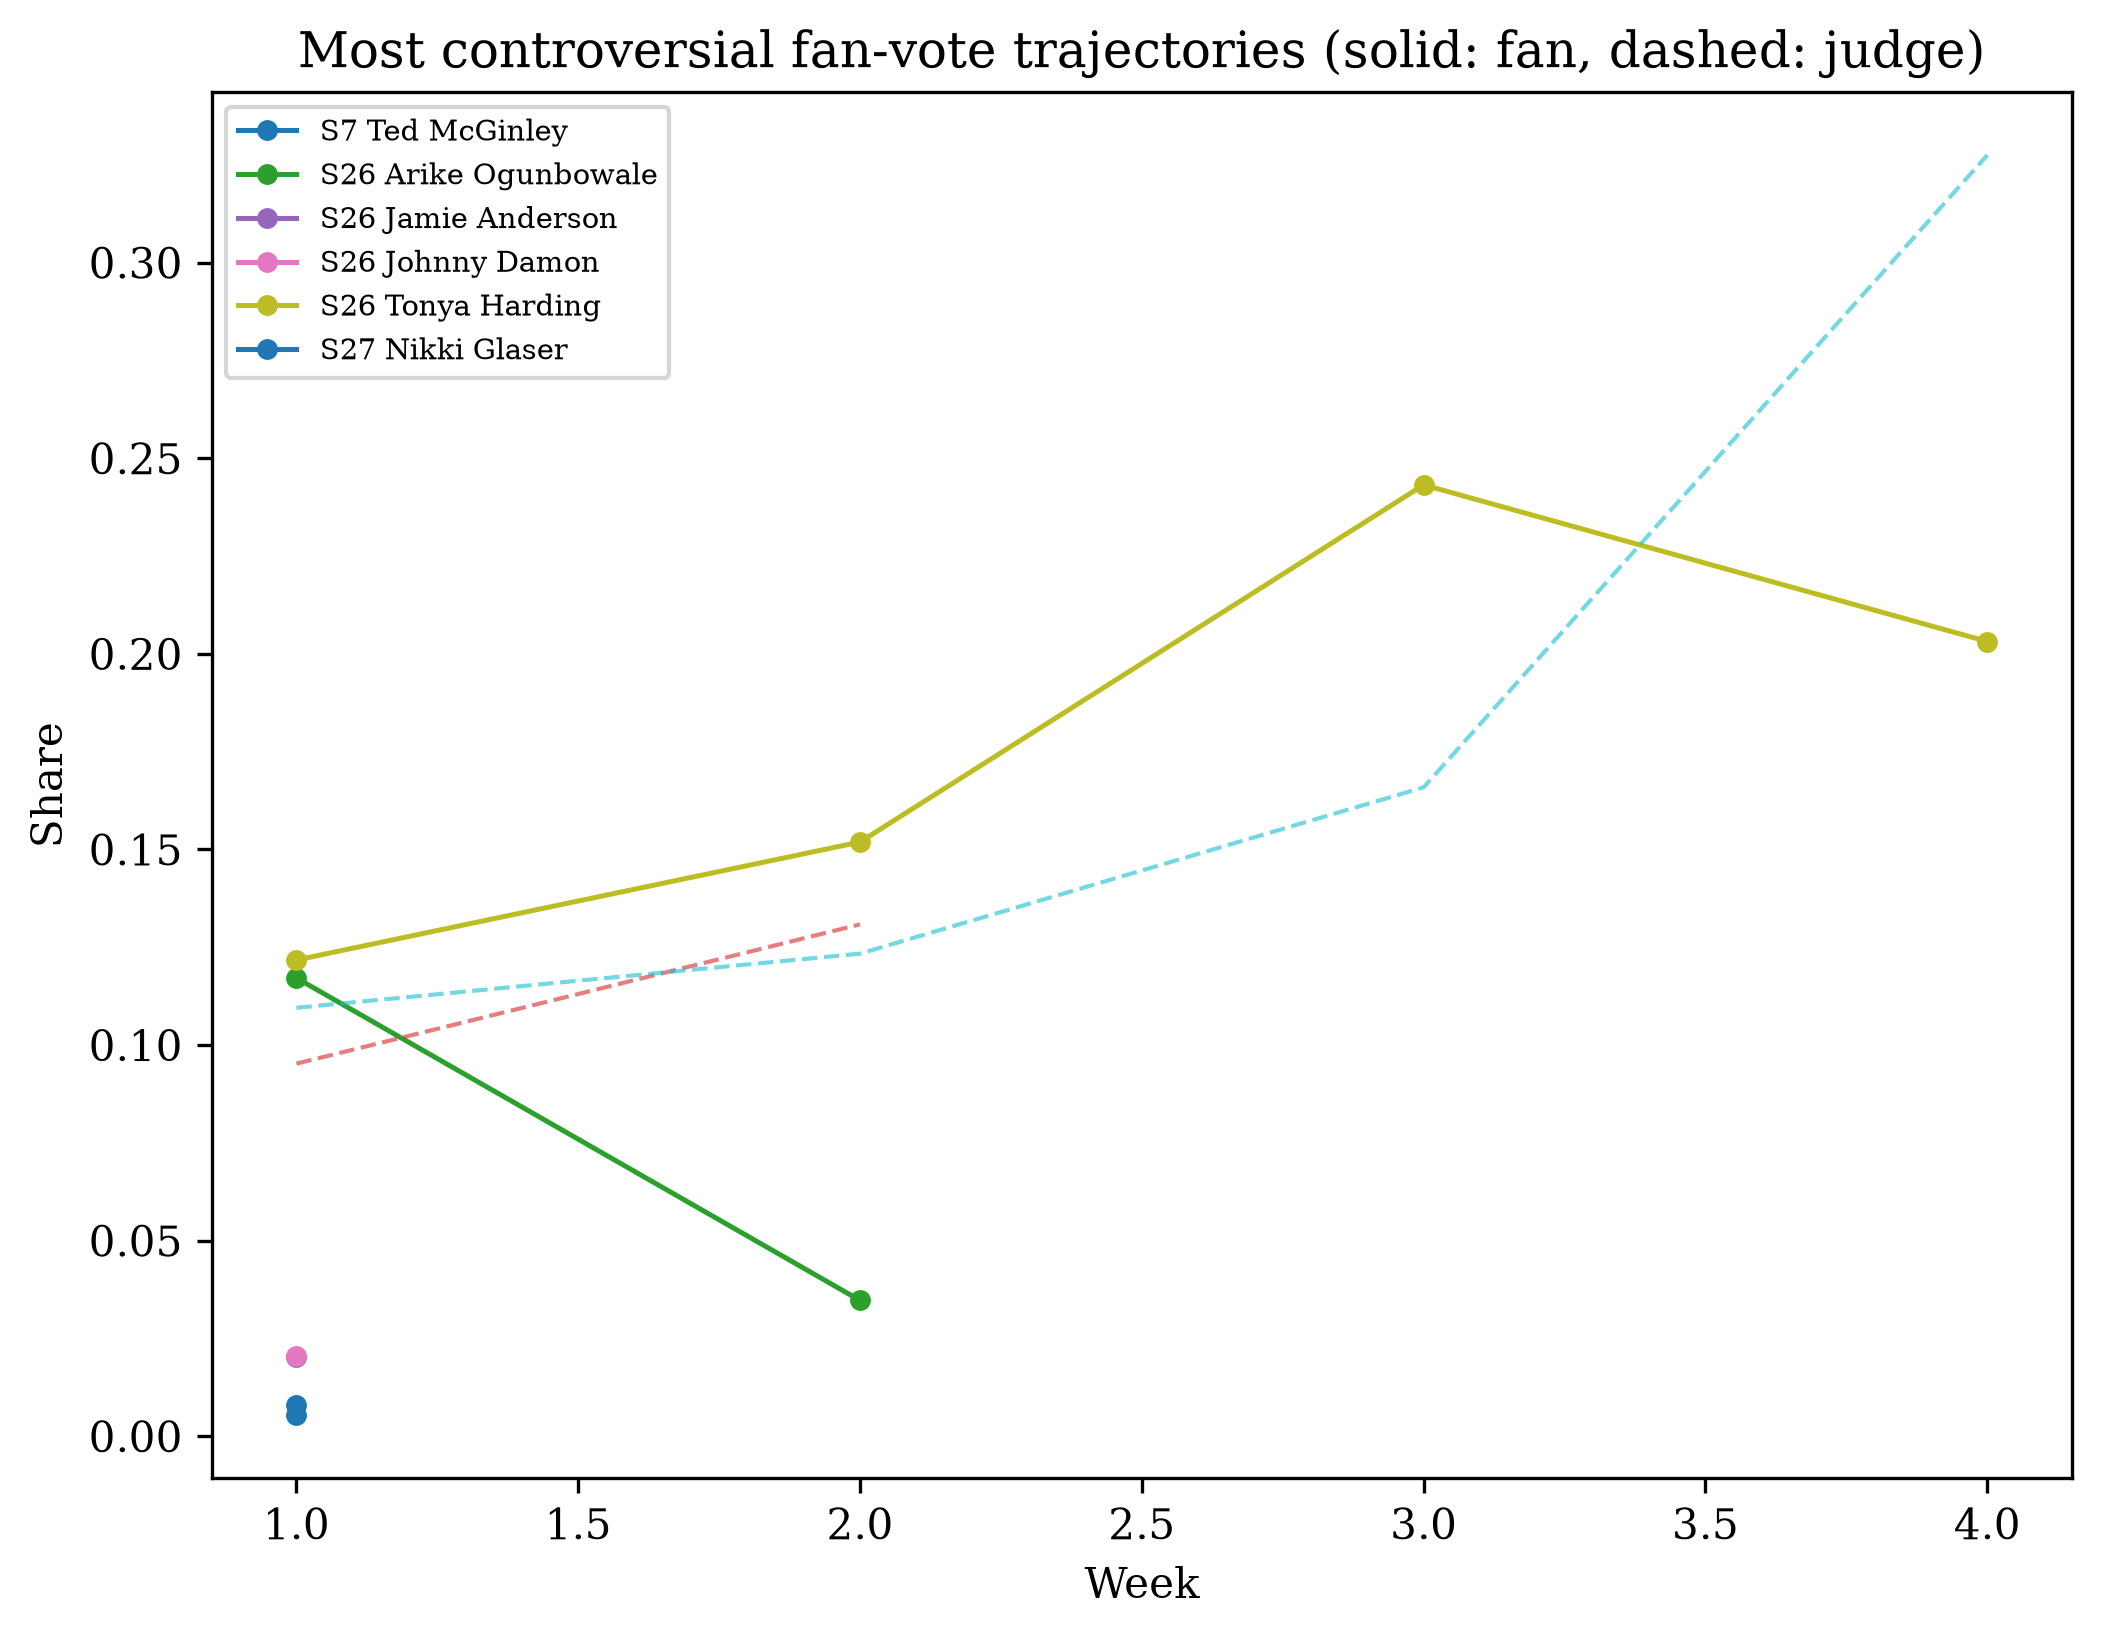 Most controversial fan-vote trajectories (solid: fan, dashed: judge)
S7 Ted McGinley
S26 Arike Ogunbowale
S26 Jamie Anderson
S26 Johnny Damon
S26 Tonya Harding
S27 Nikki Glaser
0.30
0.25
0.20
0.15
0.10
0.05
0.00
Share
1.0 1.5 2.0 2.5 3.0 3.5 4.0
Week